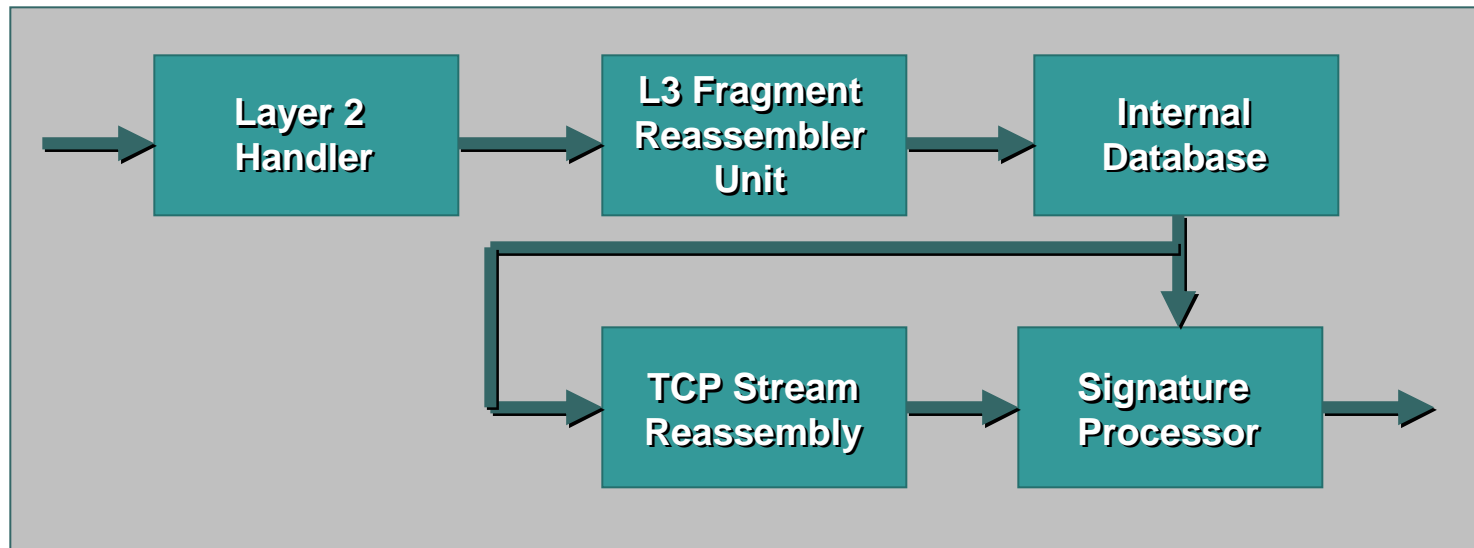 Layer 2
Handler
L3 Fragment
Reassembler
Unit
Internal
Database
TCP Stream
Reassembly
Signature
Processor